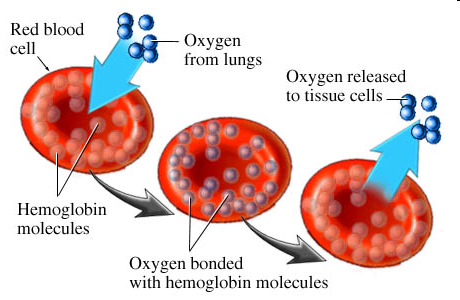 Red blood
cell
Oxygen
from lungs
Oxygen released
to tissue cells
Hemoglobin
molecules
Oxygen bonded
with hemoglobin molecules